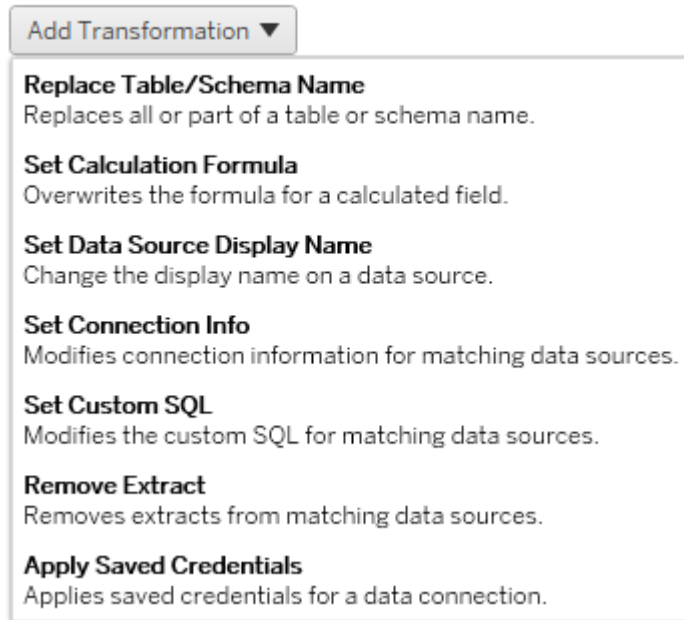 Add Transformation ▼
Replace Table/Schema Name
Replaces all or part of a table or schema name.
Set Calculation Formula
Overwrites the formula for a calculated field.
Set Data Source Display Name
Change the display name on a data source.
Set Connection Info
Modifies connection information for matching data sources.
Set Custom SQL
Modifies the custom SQL for matching data sources.
Remove Extract
Removes extracts from matching data sources.
Apply Saved Credentials
Applies saved credentials for a data connection.